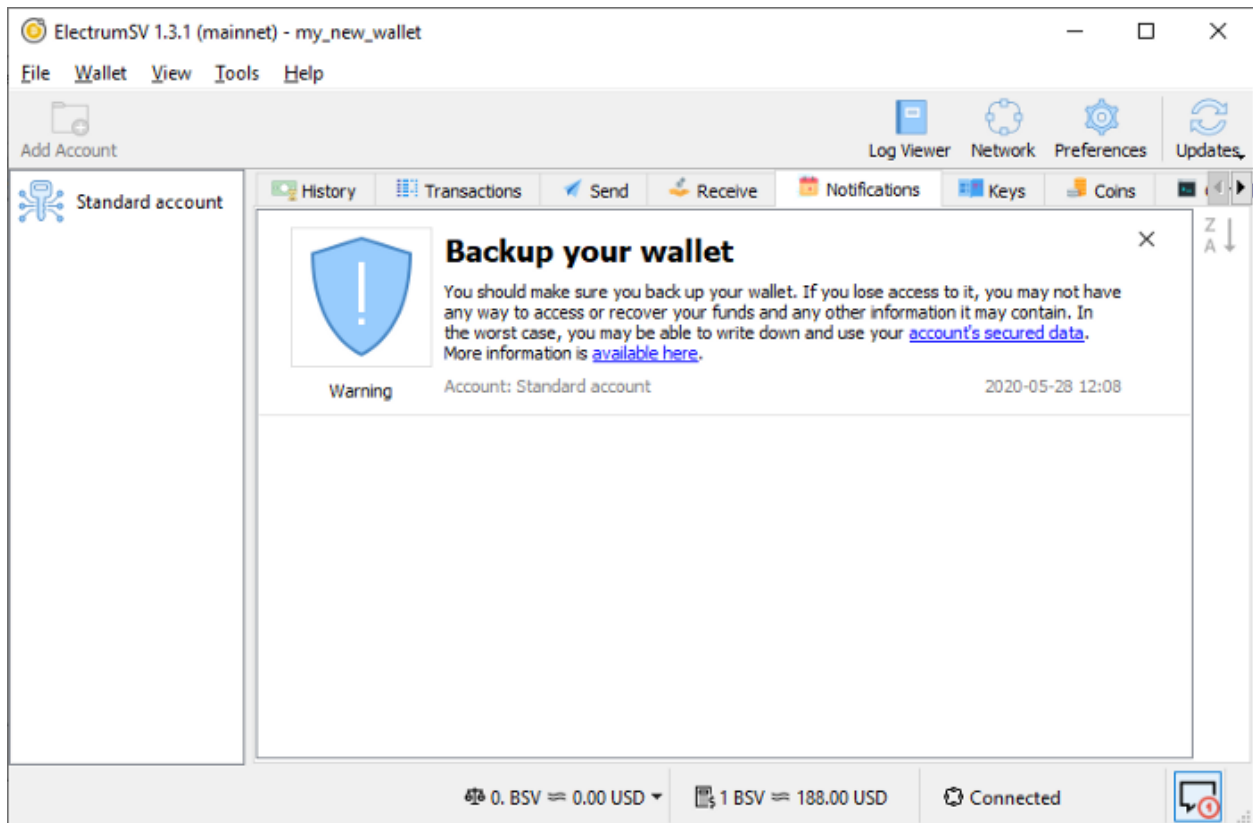 ElectrumSV 1.3.1 (mainnet) - my_new_wallet
File Wallet View Tools Help
Add Account
Log Viewer Network Preferences Updates
Standard account
History Transactions Send Receive Notifications Keys Coins
Z
A
Backup your wallet
You should make sure you back up your wallet. If you lose access to it, you may not have
any way to access or recover your funds and any other information it may contain. In
the worst case, you may be able to write down and use your account's secured data.
More information is available here.
Warning
Account: Standard account 2020-05-28 12:08
0. BSV ≈ 0.00 USD
1 BSV ≈ 188.00 USD
Connected
1